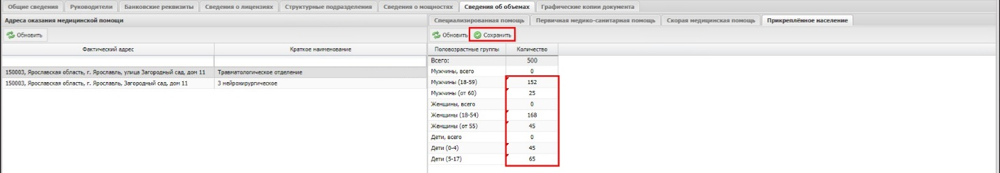 Общие сведения Руководители Банковские реквизиты Сведения о лицензиях Структурные подразделения Сведения о мощностях Сведения об объемах Графические копии документа
Адреса оказания медицинской помощи
Обновить
Фактический адрес Краткое наименование
150003, Ярославская область, г. Ярославль, улица Загородный сад, дом 11 Травматологическое отделение
150003, Ярославская область, г. Ярославль, Загородный сад, дом 11 3 нейрохирургическое
Специализированная помощь Первичная медико-санитарная помощь Скорая медицинская помощь Прикреплённое население
Обновить Сохранить
Половозрастные группы Количество
Всего: 500
Мужчины, всего 0
Мужчины (18-59) 152
Мужчины (от 60) 25
Женщины, всего 0
Женщины (18-54) 168
Женщины (от 55) 45
Дети, всего 0
Дети (0-4) 45
Дети (5-17) 65